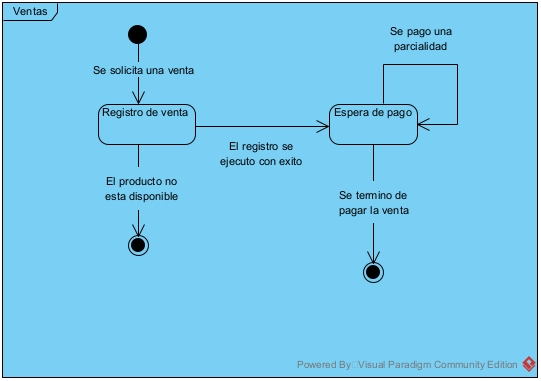 Ventas
Se pago una
parcialidad
Se solicita una venta
Registro de venta
Espera de pago
El registro se
ejecuto con exito
El producto no
esta disponible
Se termino de
pagar la venta
Powered By Visual Paradigm Community Edition